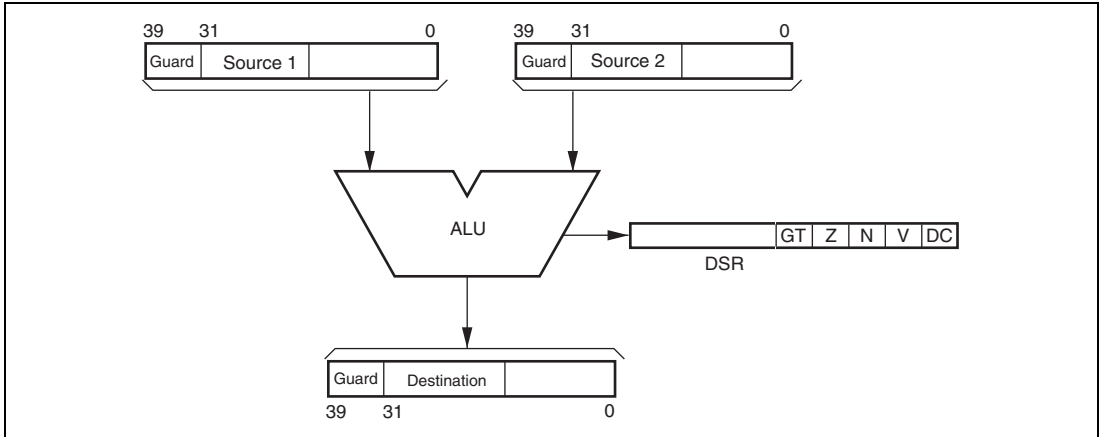 39 31 0 39 31 0
Guard Source 1 Guard Source 2
ALU
GT Z N V DC
DSR
Guard Destination
39 31 0